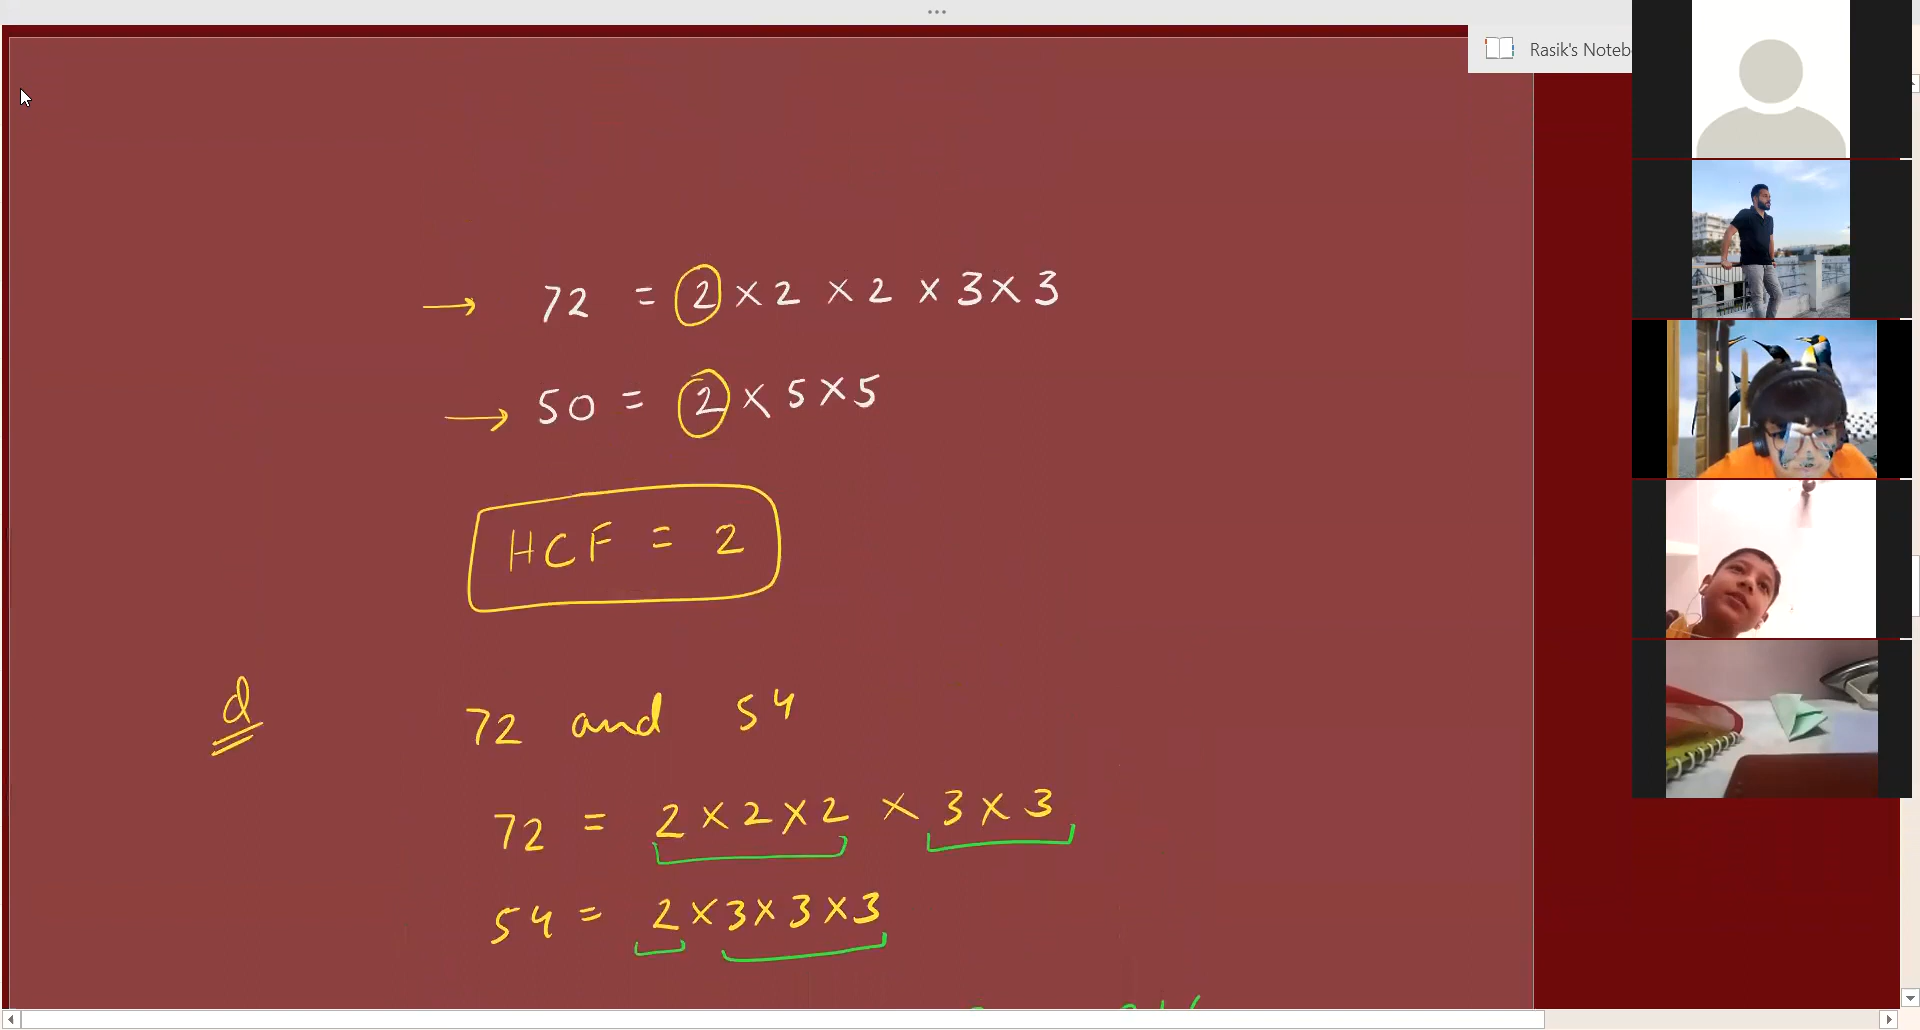 Rasik's Noteb
→ 72 = 2 × 2 × 2 × 3 × 3
→ 50 = 2 × 5 × 5
HCF = 2
d 72 and 54
72 = 2 × 2 × 2 × 3 × 3
54 = 2 × 3 × 3 × 3